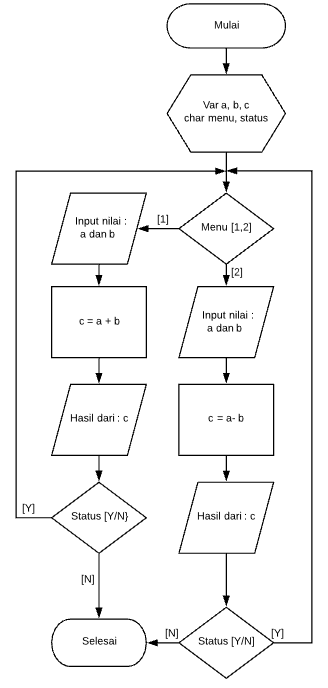 Mulai
Var a, b, c
char menu, status
Menu [1,2]
[1]
[2]
Input nilai :
a dan b
c = a + b
Hasil dari : c
Status [Y/N}
[Y]
[N]
Input nilai :
a dan b
c = a- b
Hasil dari : c
Status [Y/N]
[N]
[Y]
Selesai